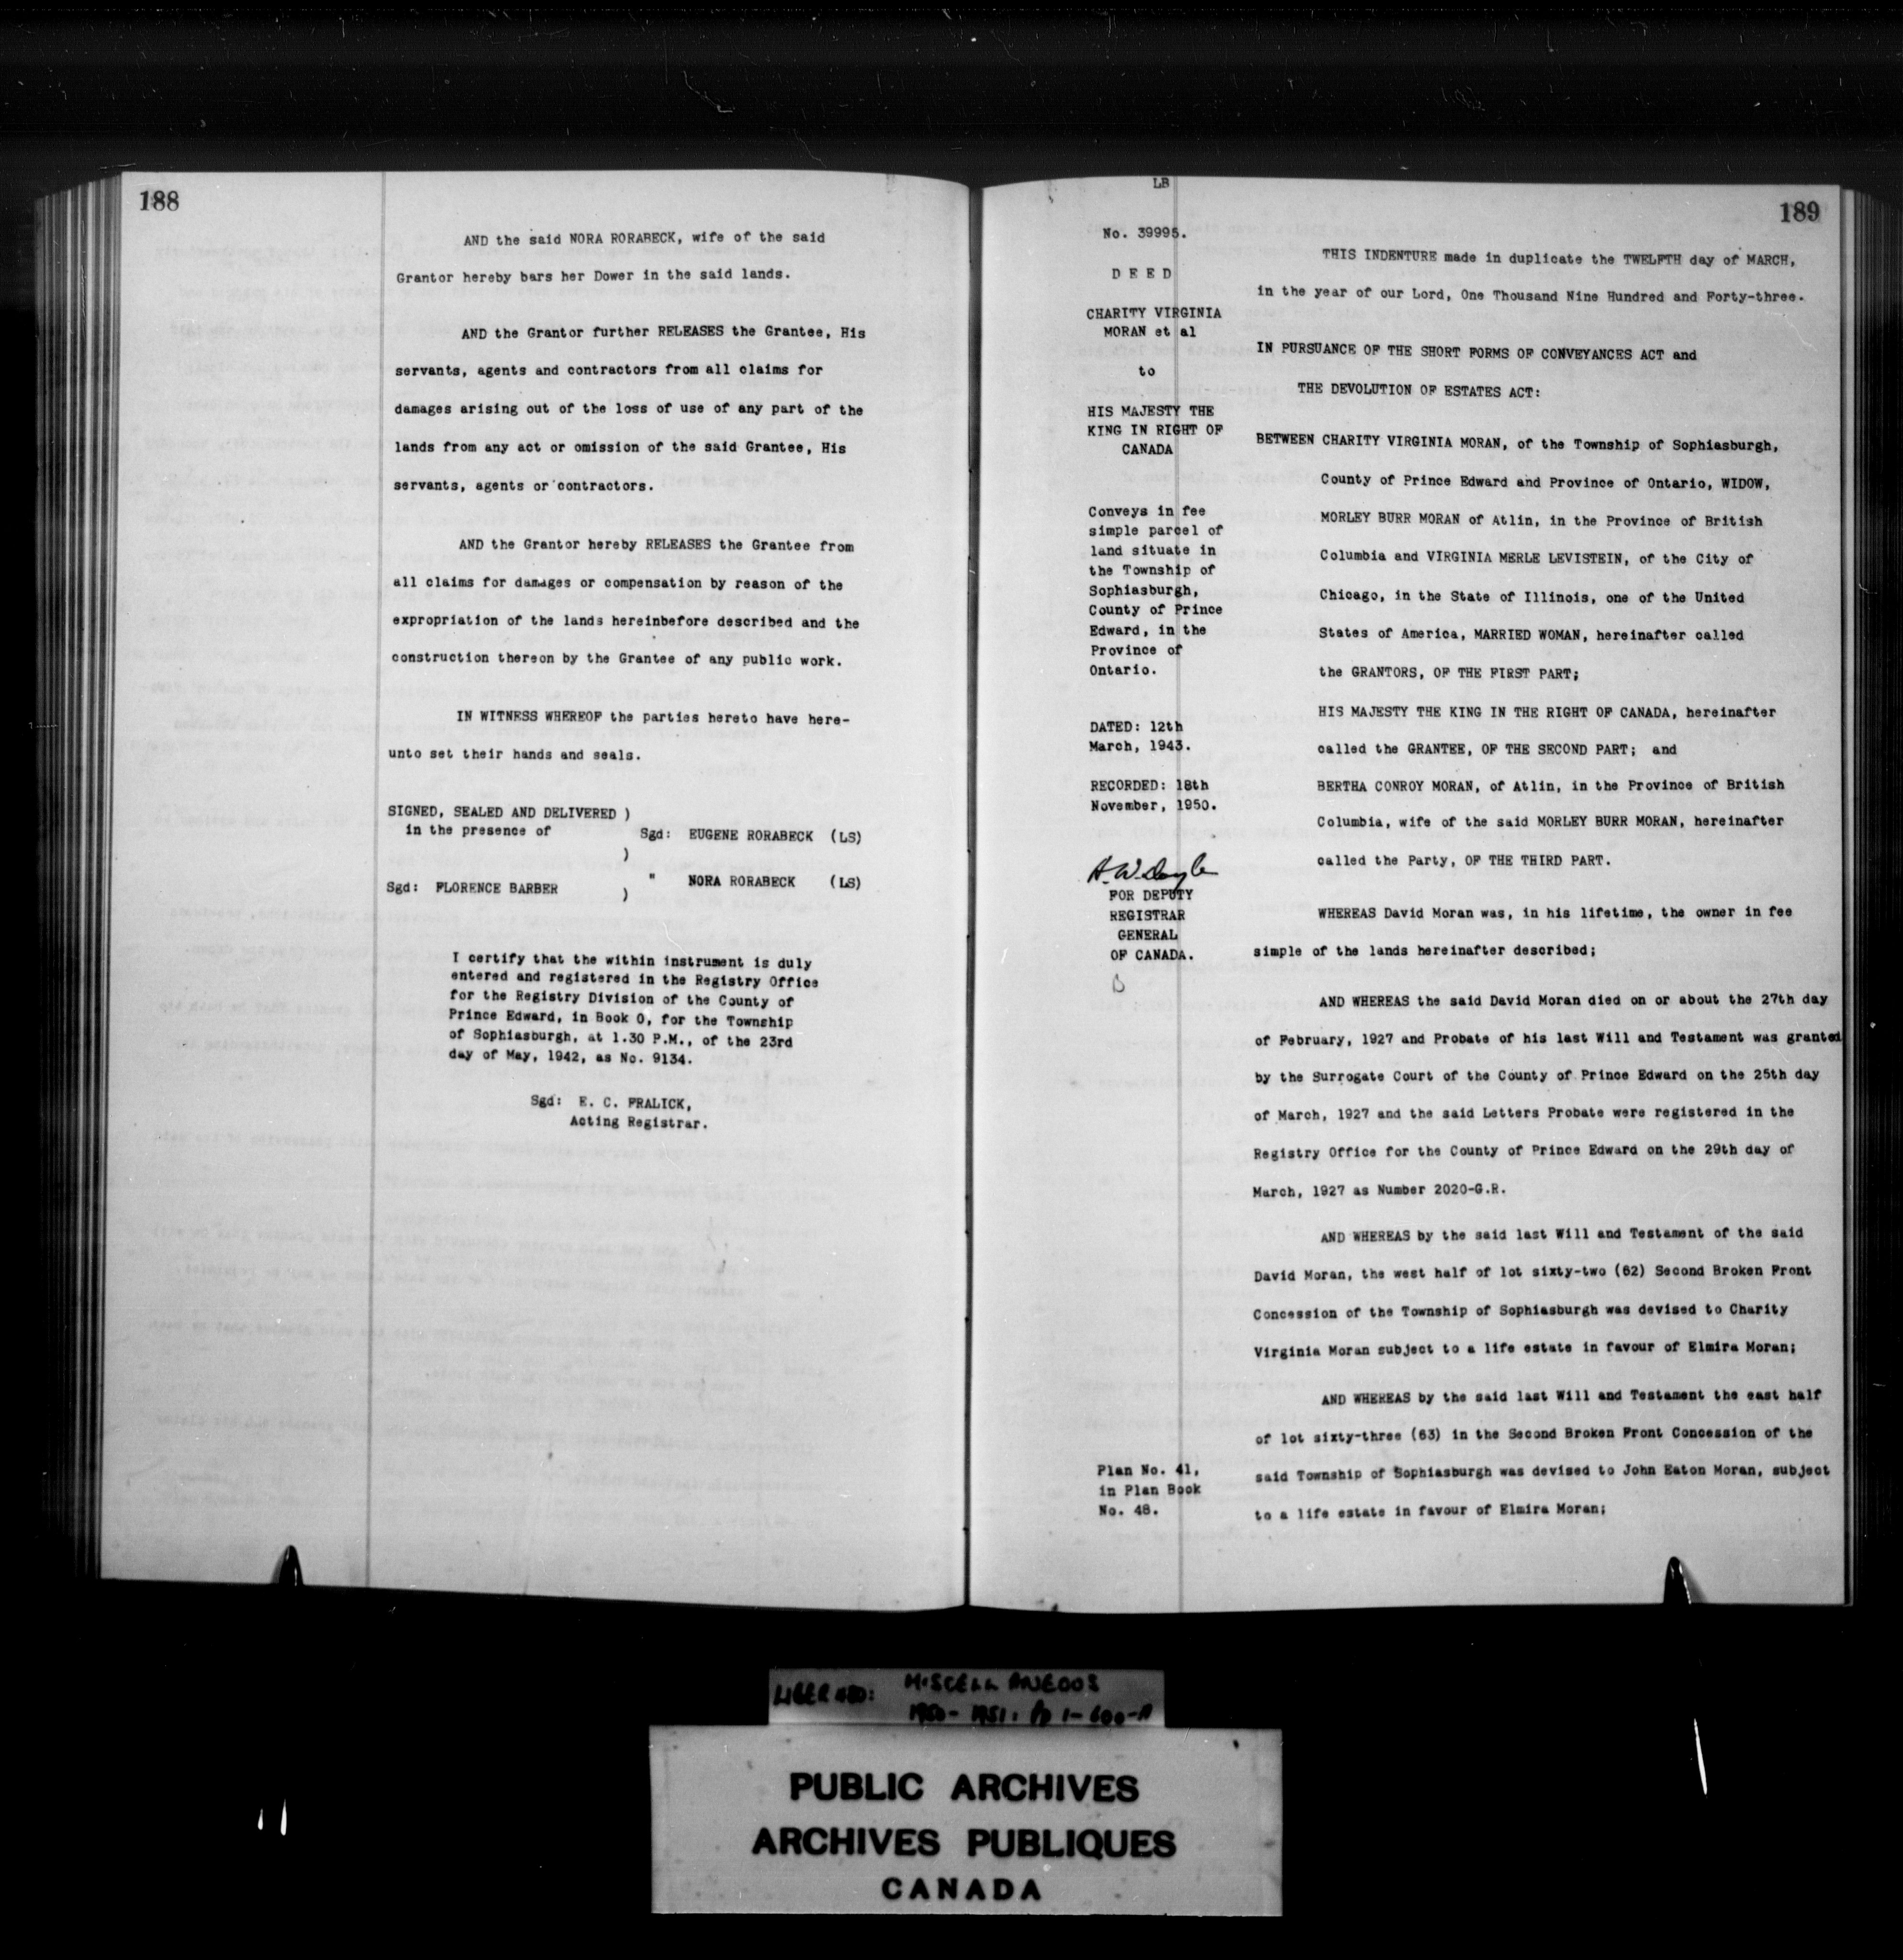 188
AND the said NORA RORABECK, wife of the said
Grantor hereby bars her Dower in the said lands.
AND the Grantor further RELEASES the Grantee, His
servants, agents and contractors from all claims for
damages arising out of the loss of use of any part of the
lands from any act or omission of the said Grantee, His
servants, agents or contractors.
AND the Grantor hereby RELEASES the Grantee from
all claims for damages or compensation by reason of the
expropriation of the lands hereinbefore described and the
construction thereon by the Grantee of any public work.
IN WITNESS WHEREOF the parties hereto have here-
unto set their hands and seals.
SIGNED, SEALED AND DELIVERED )
in the presence of
Sgd: EUGENE RORABECK (LS)
)
" NORA RORABECK (LS)
Sgd: FLORENCE BARBER )
I certify that the within instrument is duly
entered and registered in the Registry Office
for the Registry Division of the County of
Prince Edward, in Book O, for the Township
of Sophiasburgh, at 1.30 P.M., of the 23rd
day of May, 1942, as No. 9134.
Sgd: E. C. FRALICK,
Acting Registrar.
LB
189
No. 39995.
D E E D
CHARITY VIRGINIA
MORAN et al
to
HIS MAJESTY THE
KING IN RIGHT OF
CANADA
Conveys in fee
simple parcel of
land situate in
the Township of
Sophiasburgh,
County of Prince
Edward, in the
Province of
Ontario.
DATED: 12th
March, 1943.
RECORDED: 18th
November, 1950.
A.W. Doyle
FOR DEPUTY
REGISTRAR
GENERAL
OF CANADA.
Plan No. 41,
in Plan Book
No. 48.
THIS INDENTURE made in duplicate the TWELFTH day of MARCH,
in the year of our Lord, One Thousand Nine Hundred and Forty-three.
IN PURSUANCE OF THE SHORT FORMS OF CONVEYANCES ACT and
THE DEVOLUTION OF ESTATES ACT:
BETWEEN CHARITY VIRGINIA MORAN, of the Township of Sophiasburgh,
County of Prince Edward and Province of Ontario, WIDOW,
MORLEY BURR MORAN of Atlin, in the Province of British
Columbia and VIRGINIA MERLE LEVISTEIN, of the City of
Chicago, in the State of Illinois, one of the United
States of America, MARRIED WOMAN, hereinafter called
the GRANTORS, OF THE FIRST PART;
HIS MAJESTY THE KING IN THE RIGHT OF CANADA, hereinafter
called the GRANTEE, OF THE SECOND PART; and
BERTHA CONROY MORAN, of Atlin, in the Province of British
Columbia, wife of the said MORLEY BURR MORAN, hereinafter
called the Party, OF THE THIRD PART.
WHEREAS David Moran was, in his lifetime, the owner in fee
simple of the lands hereinafter described;
AND WHEREAS the said David Moran died on or about the 27th day
of February, 1927 and Probate of his last Will and Testament was granted
by the Surrogate Court of the County of Prince Edward on the 25th day
of March, 1927 and the said Letters Probate were registered in the
Registry Office for the County of Prince Edward on the 29th day of
March, 1927 as Number 2020-G.R.
AND WHEREAS by the said last Will and Testament of the said
David Moran, the west half of lot sixty-two (62) Second Broken Front
Concession of the Township of Sophiasburgh was devised to Charity
Virginia Moran subject to a life estate in favour of Elmira Moran;
AND WHEREAS by the said last Will and Testament the east half
of lot sixty-three (63) in the Second Broken Front Concession of the
said Township of Sophiasburgh was devised to John Eaton Moran, subject
to a life estate in favour of Elmira Moran;
LIBER MISCELLANEOUS
1950-1951: 1-600-A
PUBLIC ARCHIVES
ARCHIVES PUBLIQUES
CANADA